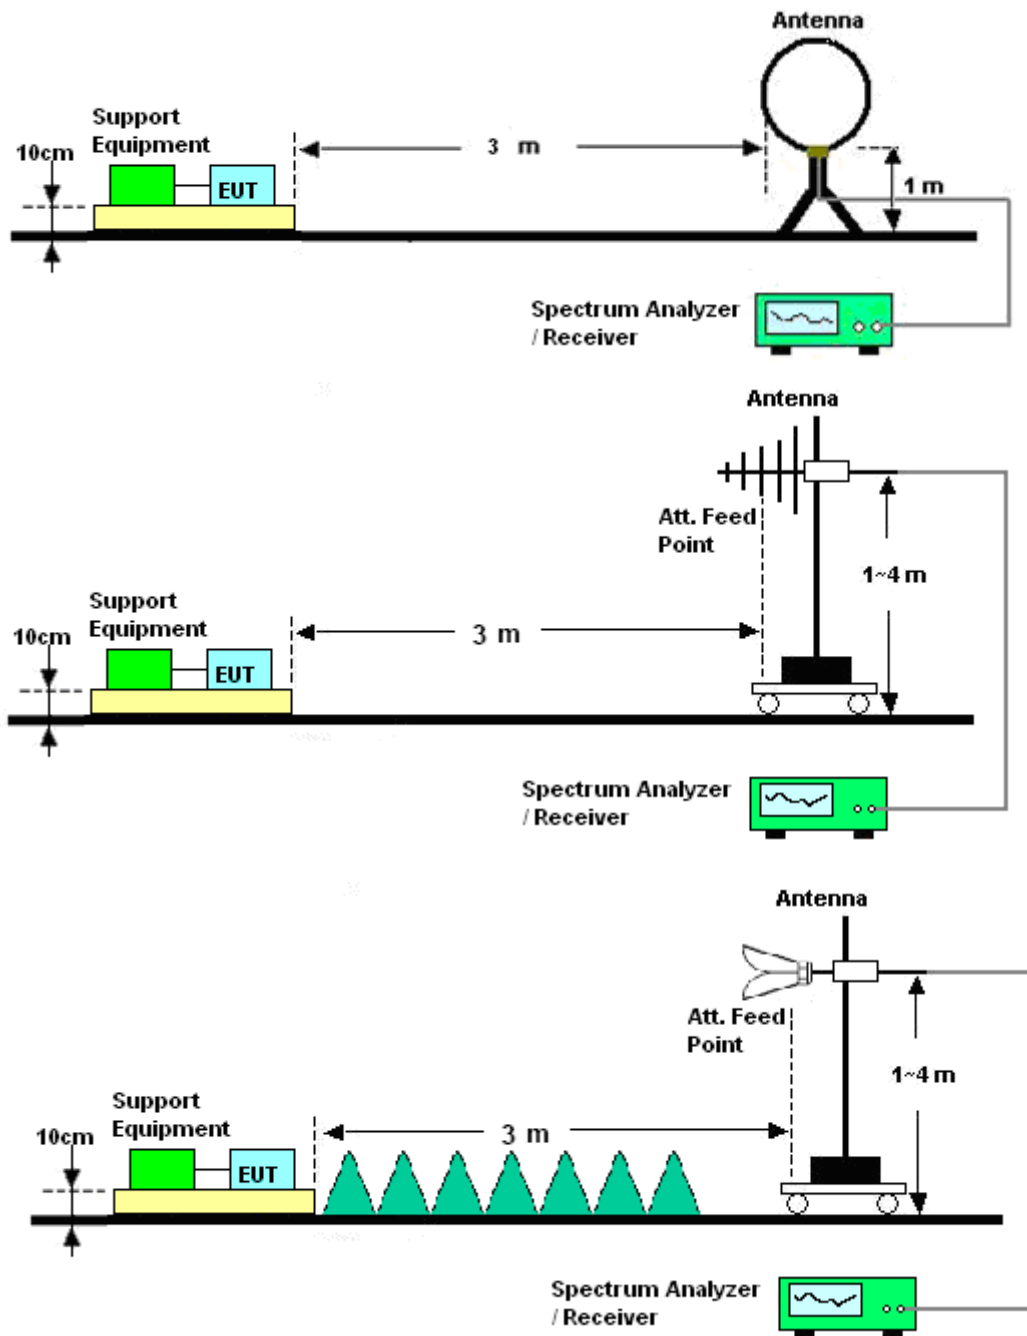 Antenna
Support
Equipment
10cm
3 m
EUT
1 m
Spectrum Analyzer
/ Receiver
Antenna
Att. Feed
Point
1~4 m
Support
Equipment
10cm
3 m
EUT
Spectrum Analyzer
/ Receiver
Antenna
Att. Feed
Point
1~4 m
Support
Equipment
10cm
3 m
EUT
Spectrum Analyzer
/ Receiver